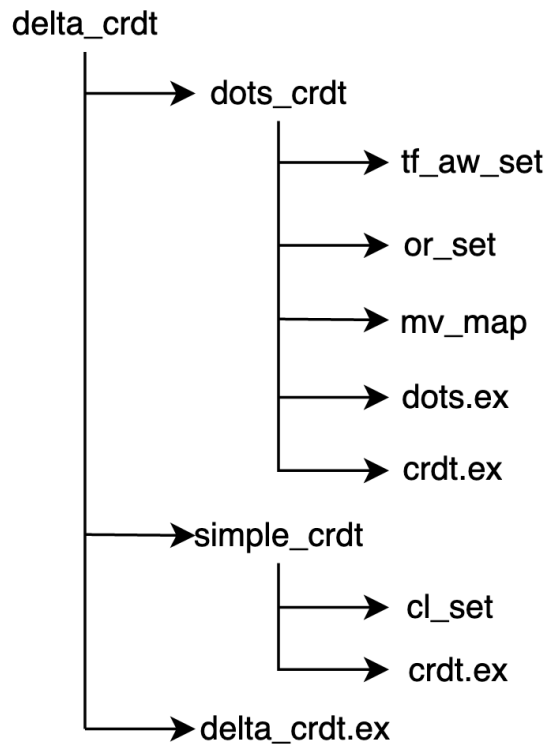 delta_crdt
dots_crdt
tf_aw_set
or_set
mv_map
dots.ex
crdt.ex
simple_crdt
cl_set
crdt.ex
delta_crdt.ex